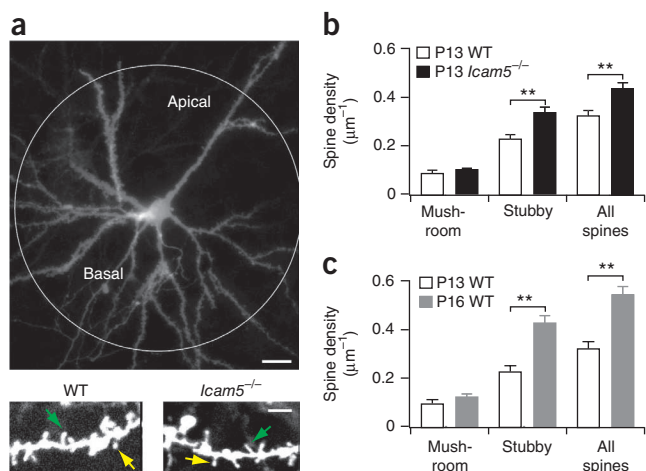 a
Apical
Basal
WT
Icam5−/−
b
Spine density
(μm−1)
0.6
0.4
0.2
0
P13 WT
P13 Icam5−/−
**
**
Mush-
room
Stubby
All
spines
c
Spine density
(μm−1)
0.6
0.4
0.2
0
P13 WT
P16 WT
**
**
Mush-
room
Stubby
All
spines